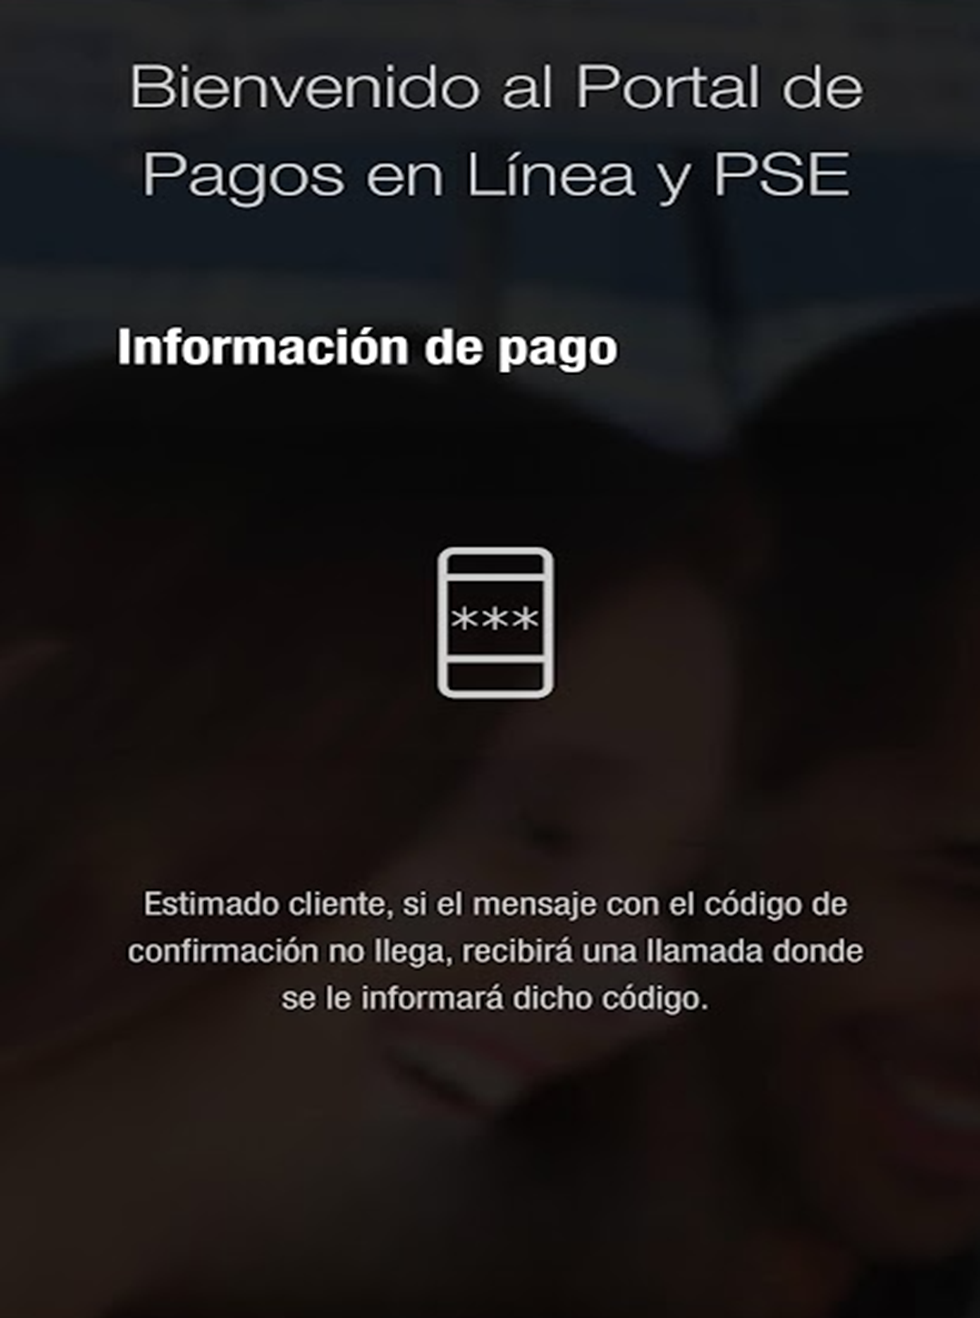 Bienvenido al Portal de
Pagos en Línea y PSE
Información de pago
***
Estimado cliente, si el mensaje con el código de
confirmación no llega, recibirá una llamada donde
se le informará dicho código.